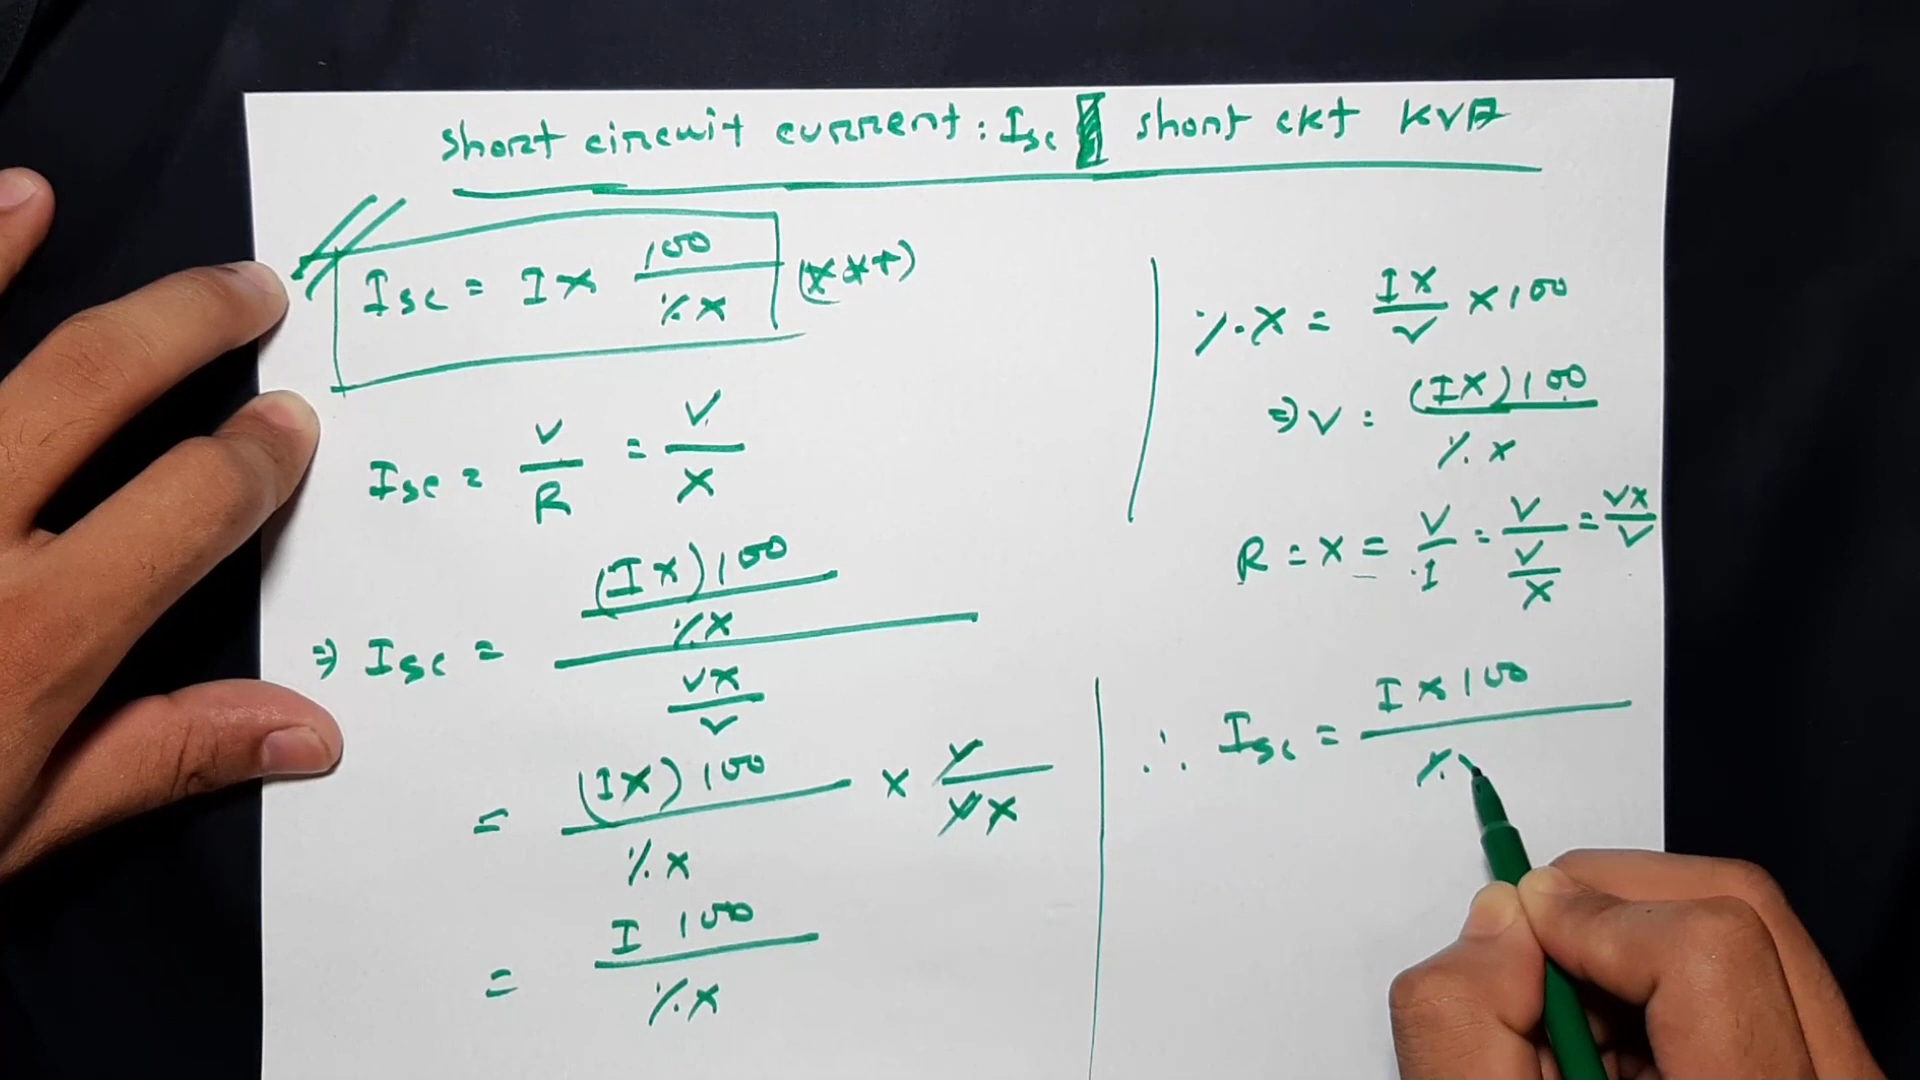 Short circuit current: Isc short ckt KVA
Isc = I × 100 / %X (***)
Isc = V/R = V/X
⇒ Isc = ((IX)100 / %X) / (VX/V)
= (IX)100 / %X × V/VX
= I 100 / %X
%X = IX/V × 100
⇒ V = (IX)100 / %X
R = X = V/I = V/(V/X) = VX/V
∴ Isc = I × 100 / %X